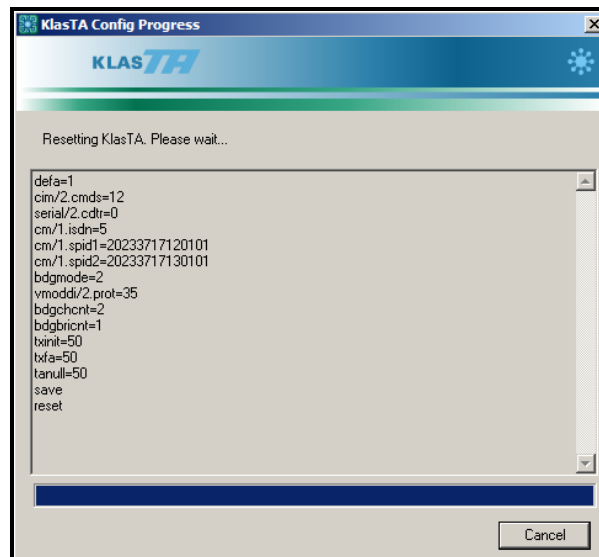 KlasTA Config Progress
KLASTA
Resetting KlasTA. Please wait...
defa=1
cim/2.cmds=12
serial/2.cdtr=0
cm/1.isdn=5
cm/1.spid1=20233717120101
cm/1.spid2=20233717130101
bdgmode=2
vmoddi/2.prot=35
bdgchcnt=2
bdgbricnt=1
txinit=50
txfa=50
tanull=50
save
reset
Cancel